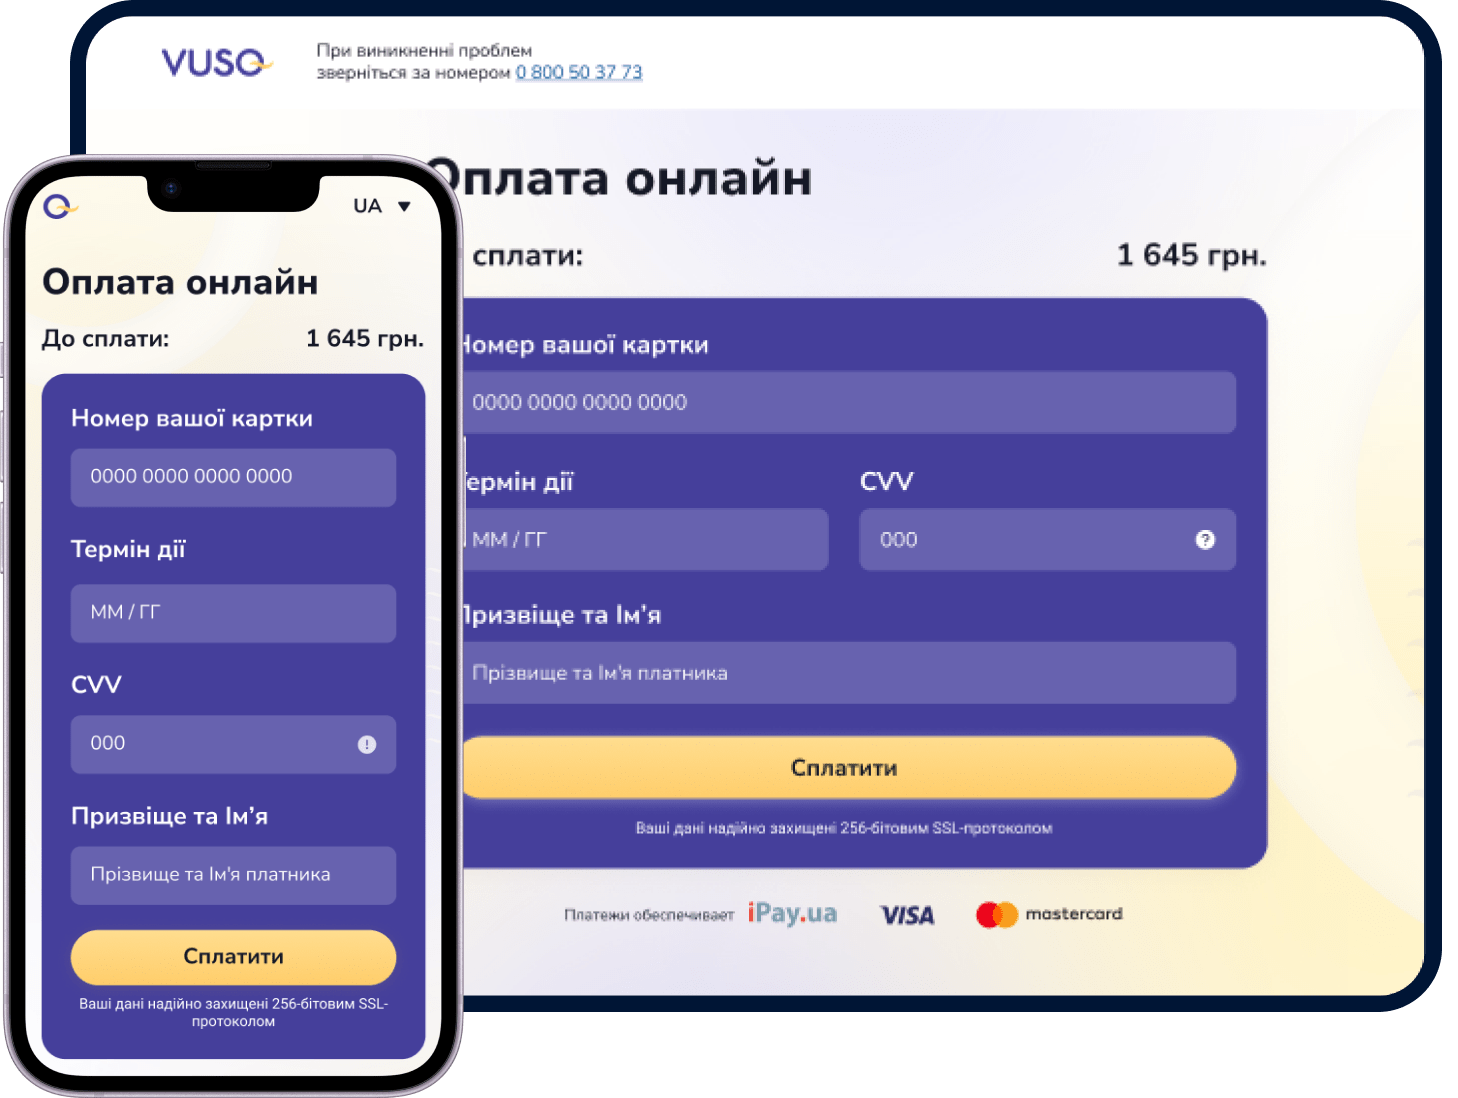 VUSO
При виникненні проблем
зверніться за номером 0 800 50 37 73
Оплата онлайн
сплати:
1 645 грн.
Номер вашої картки
0000 0000 0000 0000
Термін дії
CVV
ММ / ГГ
000
?
Призвіще та Ім’я
Прізвище та Ім'я платника
Сплатити
Ваші дані надійно захищені 256-бітовим SSL-протоколом
Платежи обеспечивает iPay.ua VISA mastercard
UA
Оплата онлайн
До сплати:
1 645 грн.
Номер вашої картки
0000 0000 0000 0000
Термін дії
ММ / ГГ
CVV
000
!
Призвіще та Ім’я
Прізвище та Ім'я платника
Сплатити
Ваші дані надійно захищені 256-бітовим SSL-
протоколом